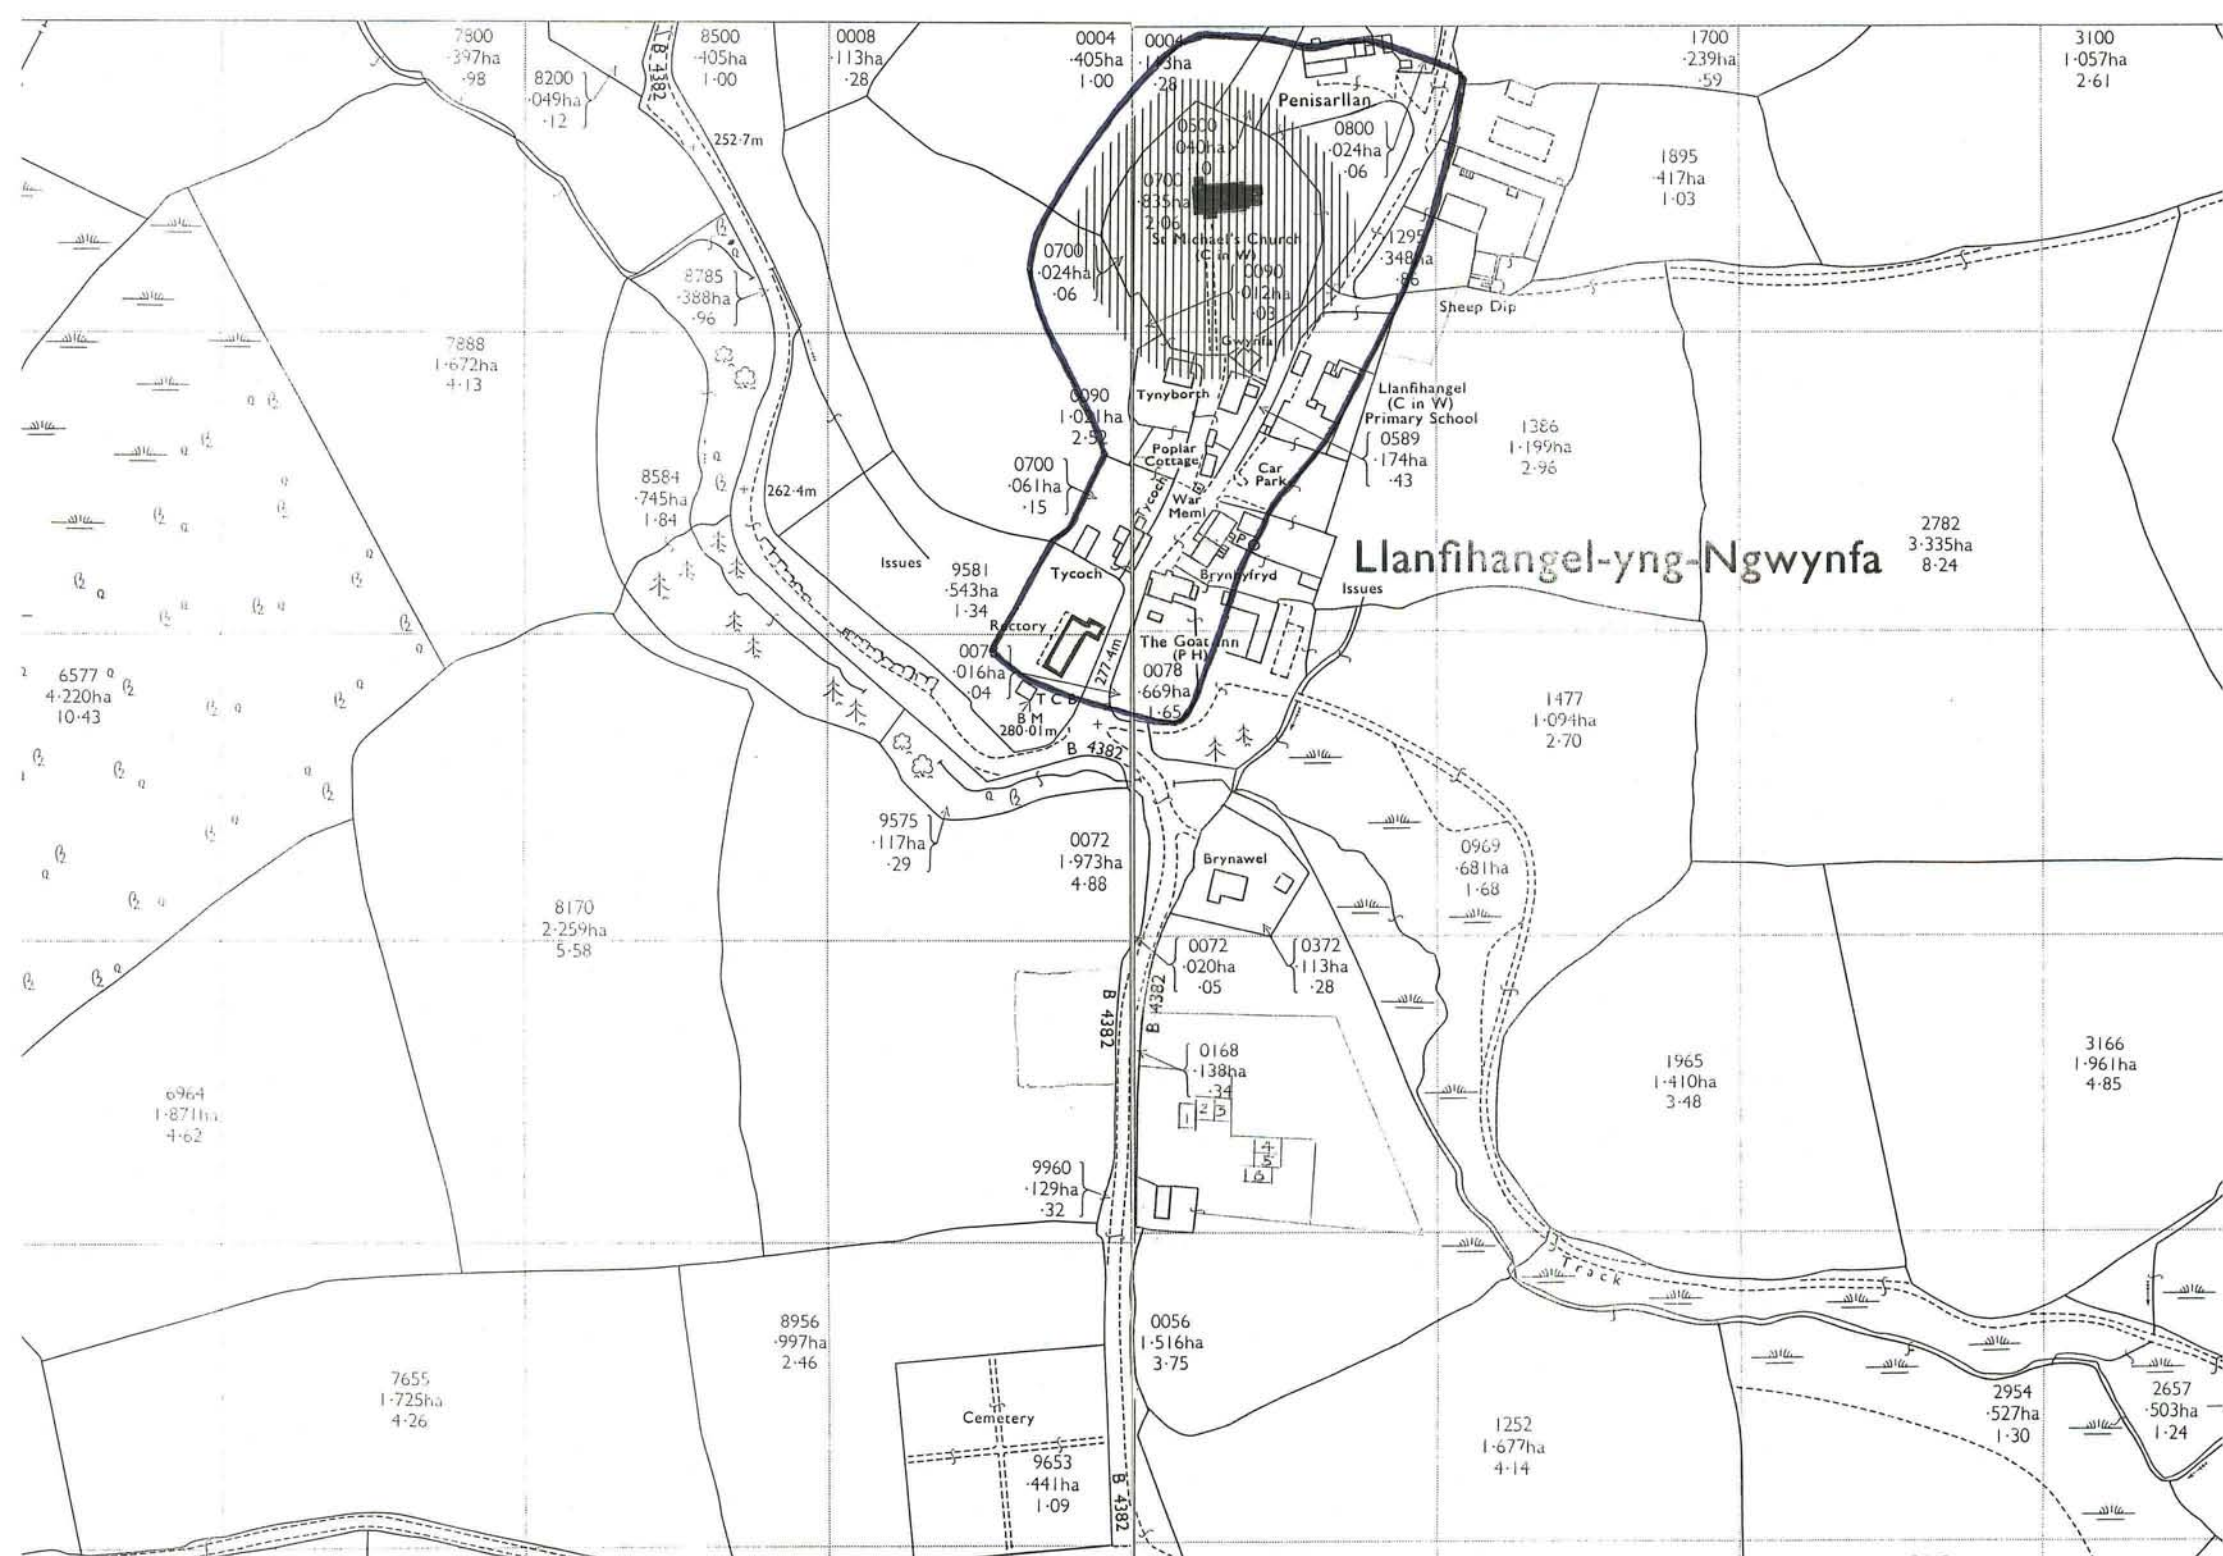 7800
·397ha
·98
8200
·049ha
·12
B 4382
8500
·405ha
1·00
0008
·113ha
·28
0004
·405ha
1·00
0004
·113ha
·28
1700
·239ha
·59
3100
1·057ha
2·61
252·7m
Penisarllan
0500
·040ha
0800
·024ha
·06
1895
·417ha
1·03
0700
·835ha
2·06
St Michael's Church
(C in W)
0700
·024ha
·06
0090
·012ha
·03
1295
·348ha
·86
Sheep Dip
8785
·388ha
·96
7888
1·672ha
4·13
Gwynfa
Tynyborth
0090
1·021ha
2·52
Llanfihangel
(C in W)
Primary School
0589
·174ha
·43
1386
1·199ha
2·96
Poplar
Cottage
Car
Park
0700
·061ha
·15
Tycoch
War
Meml
8584
·745ha
1·84
262·4m
Issues
P O
Llanfihangel-yng-Ngwynfa
2782
3·335ha
8·24
9581
·543ha
1·34
Tycoch
Brynhyfryd
Issues
Rectory
The Goat Inn
(P H)
277·4m
·016ha
·04
0078
·669ha
1·65
T C B
B M
280·01m
B 4382
6577
4·220ha
10·43
1477
1·094ha
2·70
9575
·117ha
·29
0072
1·973ha
4·88
Brynawel
0969
·681ha
1·68
8170
2·259ha
5·58
0072
·020ha
·05
0372
·113ha
·28
B 4382
B 4382
0168
·138ha
·34
1 2 3
4
5
6
6964
1·871ha
4·62
1965
1·410ha
3·48
3166
1·961ha
4·85
9960
·129ha
·32
Track
8956
·997ha
2·46
0056
1·516ha
3·75
7655
1·725ha
4·26
Cemetery
9653
·441ha
1·09
B 4382
1252
1·677ha
4·14
2954
·527ha
1·30
2657
·503ha
1·24